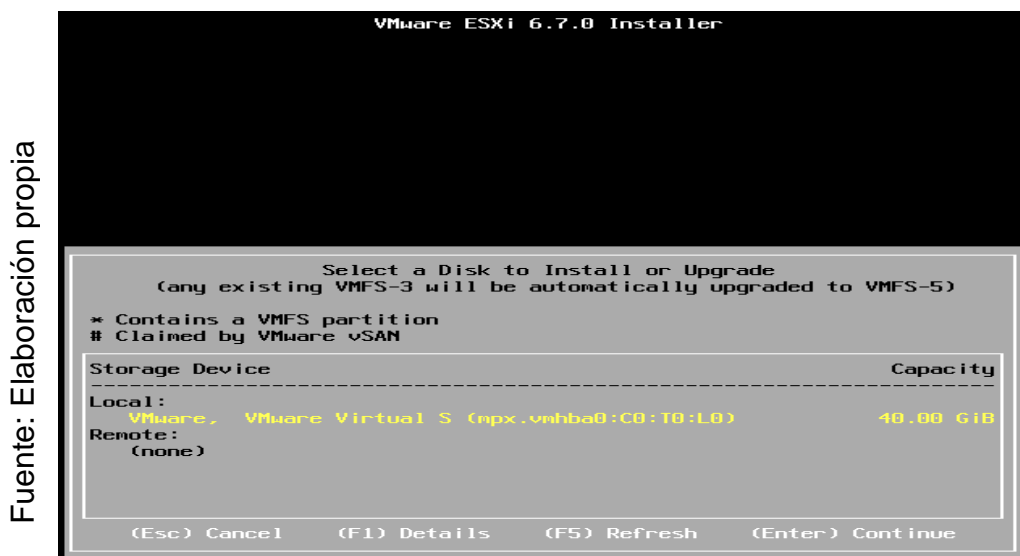 VMware ESXi 6.7.0 Installer
Fuente: Elaboración propia
Select a Disk to Install or Upgrade
(any existing VMFS-3 will be automatically upgraded to VMFS-5)
* Contains a VMFS partition
# Claimed by VMware vSAN
Storage Device Capacity
Local:
VMware, VMware Virtual S (mpx.vmhba0:C0:T0:L0) 40.00 GiB
Remote:
(none)
(Esc) Cancel (F1) Details (F5) Refresh (Enter) Continue